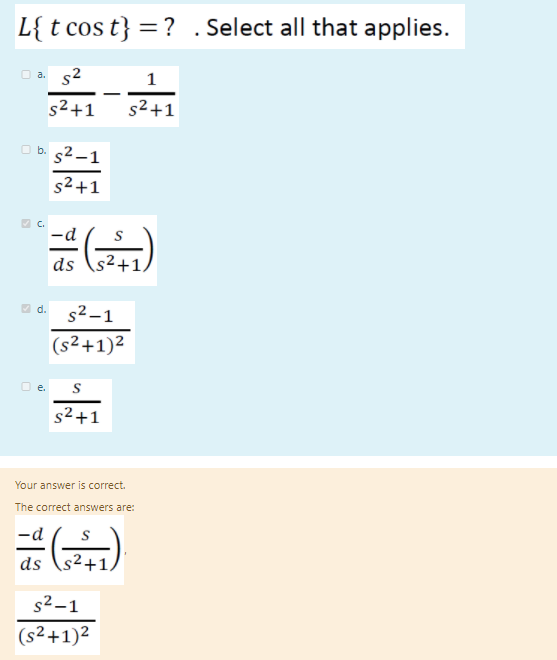 L{ t cos t} = ? . Select all that applies.
a. s²/s²+1 − 1/s²+1
b. s²−1/s²+1
c. −d/ds (s/s²+1)
d. s²−1/(s²+1)²
e. s/s²+1
Your answer is correct.
The correct answers are:
−d/ds (s/s²+1),
s²−1/(s²+1)²